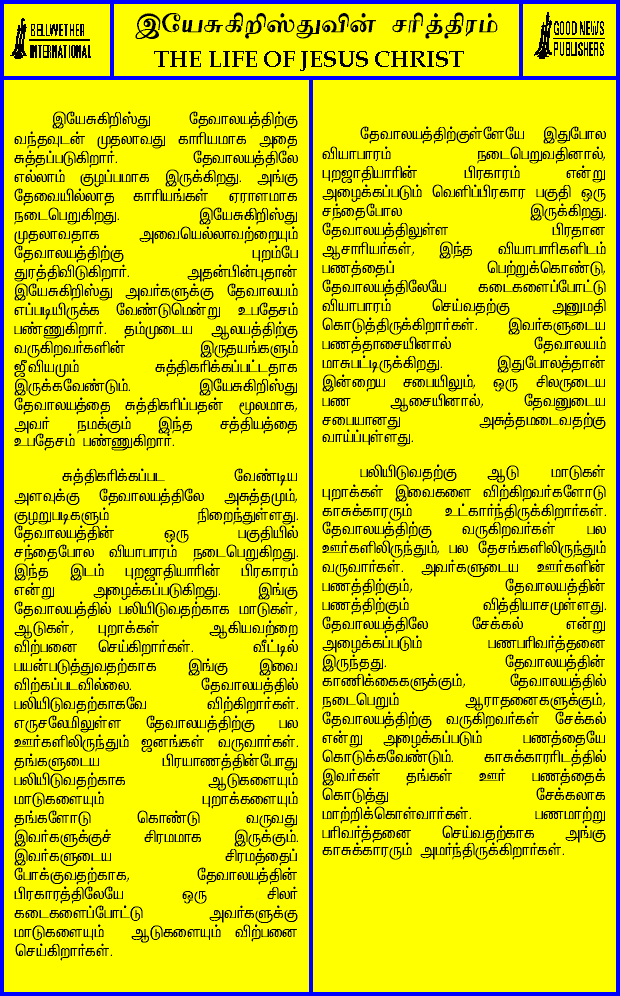 BELLWETHER
INTERNATIONAL
இயேசுகிறிஸ்துவின் சரித்திரம்
THE LIFE OF JESUS CHRIST
GOOD NEWS
PUBLISHERS
இயேசுகிறிஸ்து தேவாலயத்திற்கு
வந்தவுடன் முதலாவது காரியமாக அதை
சுத்தப்படுகிறார். தேவாலயத்திலே
எல்லாம் குழப்பமாக இருக்கிறது. அங்கு
தேவையில்லாத காரியங்கள் ஏராளமாக
நடைபெறுகிறது. இயேசுகிறிஸ்து
முதலாவதாக அவையெல்லாவற்றையும்
தேவாலயத்திற்கு புறம்பே
துரத்திவிடுகிறார். அதன்பின்புதான்
இயேசுகிறிஸ்து அவர்களுக்கு தேவாலயம்
எப்படியிருக்க வேண்டுமென்று உபதேசம்
பண்ணுகிறார். தம்முடைய ஆலயத்திற்கு
வருகிறவர்களின் இருதயங்களும்
ஜீவியமும் சுத்திகரிக்கப்பட்டதாக
இருக்கவேண்டும். இயேசுகிறிஸ்து
தேவாலயத்தை சுத்திகரிப்பதன் மூலமாக,
அவர் நமக்கும் இந்த சத்தியத்தை
உபதேசம் பண்ணுகிறார்.
சுத்திகரிக்கப்பட வேண்டிய
அளவுக்கு தேவாலயத்திலே அசுத்தமும்,
குழறுபடிகளும் நிறைந்துள்ளது.
தேவாலயத்தின் ஒரு பகுதியில்
சந்தைபோல வியாபாரம் நடைபெறுகிறது.
இந்த இடம் புறஜாதியாரின் பிரகாரம்
என்று அழைக்கப்படுகிறது. இங்கு
தேவாலயத்தில் பலியிடுவதற்காக மாடுகள்,
ஆடுகள், புறாக்கள் ஆகியவற்றை
விற்பனை செய்கிறார்கள். வீட்டில்
பயன்படுத்துவதற்காக இங்கு இவை
விற்கப்படவில்லை. தேவாலயத்தில்
பலியிடுவதற்காகவே விற்கிறார்கள்.
எருசலேமிலுள்ள தேவாலயத்திற்கு பல
ஊர்களிலிருந்தும் ஜனங்கள் வருவார்கள்.
தங்களுடைய பிரயாணத்தின்போது
பலியிடுவதற்காக ஆடுகளையும்
மாடுகளையும் புறாக்களையும்
தங்களோடு கொண்டு வருவது
இவர்களுக்குச் சிரமமாக இருக்கும்.
இவர்களுடைய சிரமத்தைப்
போக்குவதற்காக, தேவாலயத்தின்
பிரகாரத்திலேயே ஒரு சிலர்
கடைகளைப்போட்டு அவர்களுக்கு
மாடுகளையும் ஆடுகளையும் விற்பனை
செய்கிறார்கள்.
தேவாலயத்திற்குள்ளேயே இதுபோல
வியாபாரம் நடைபெறுவதினால்,
புறஜாதியாரின் பிரகாரம் என்று
அழைக்கப்படும் வெளிப்பிரகார பகுதி ஒரு
சந்தைபோல இருக்கிறது.
தேவாலயத்திலுள்ள பிரதான
ஆசாரியர்கள், இந்த வியாபாரிகளிடம்
பணத்தைப் பெற்றுக்கொண்டு,
தேவாலயத்திலேயே கடைகளைப்போட்டு
வியாபாரம் செய்வதற்கு அனுமதி
கொடுத்திருக்கிறார்கள். இவர்களுடைய
பணத்தாசையினால் தேவாலயம்
மாசுபட்டிருக்கிறது. இதுபோலத்தான்
இன்றைய சபையிலும், ஒரு சிலருடைய
பண ஆசையினால், தேவனுடைய
சபையானது அசுத்தமடைவதற்கு
வாய்ப்புள்ளது.
பலியிடுவதற்கு ஆடு மாடுகள்
புறாக்கள் இவைகளை விற்கிறவர்களோடு
காசுக்காரரும் உட்கார்ந்திருக்கிறார்கள்.
தேவாலயத்திற்கு வருகிறவர்கள் பல
ஊர்களிலிருந்தும், பல தேசங்களிலிருந்தும்
வருவார்கள். அவர்களுடைய ஊர்களின்
பணத்திற்கும், தேவாலயத்தின்
பணத்திற்கும் வித்தியாசமுள்ளது.
தேவாலயத்திலே சேக்கல் என்று
அழைக்கப்படும் பணபரிவர்த்தனை
இருந்தது. தேவாலயத்தின்
காணிக்கைகளுக்கும், தேவாலயத்தில்
நடைபெறும் ஆராதனைகளுக்கும்,
தேவாலயத்திற்கு வருகிறவர்கள் சேக்கல்
என்று அழைக்கப்படும் பணத்தையே
கொடுக்கவேண்டும். காசுக்காரரிடத்தில்
இவர்கள் தங்கள் ஊர் பணத்தைக்
கொடுத்து சேக்கலாக
மாற்றிக்கொள்வார்கள். பணமாற்று
பரிவர்த்தனை செய்வதற்காக அங்கு
காசுக்காரரும் அமர்ந்திருக்கிறார்கள்.